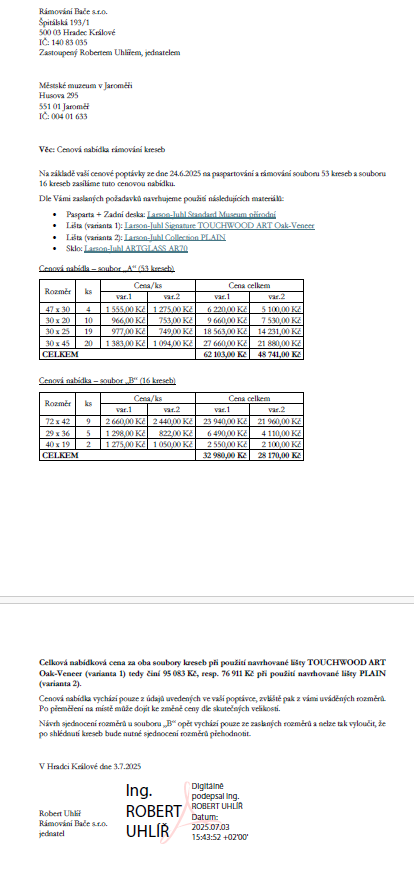 Rámování Bače s.r.o.
Špitálská 193/1
500 03 Hradec Králové
IČ: 140 83 035
Zastoupený Robertem Uhlířem, jednatelem
Městské muzeum v Jaroměři
Husova 295
551 01 Jaroměř
IČ: 004 01 633
Věc: Cenová nabídka rámování kreseb
Na základě vaší cenové poptávky ze dne 24.6.2025 na paspartování a rámování souboru 53 kreseb a souboru
16 kreseb zasíláme tuto cenovou nabídku.
Dle Vámi zaslaných požadavků navrhujeme použití následujících materiálů:
• Pasparta + Zadní deska: Larson-Juhl Standard Museum přírodní
• Lišta (varianta 1): Larson-Juhl Signature TOUCHWOOD ART Oak-Veneer
• Lišta (varianta 2): Larson-Juhl Collection PLAIN
• Sklo: Larson-Juhl ARTGLASS AR70
Cenová nabídka – soubor „A“ (53 kreseb)
Rozměr ks Cena/ks Cena celkem
var.1 var.2 var.1 var.2
47 x 30 4 1 555,00 Kč 1 275,00 Kč 6 220,00 Kč 5 100,00 Kč
30 x 20 10 966,00 Kč 753,00 Kč 9 660,00 Kč 7 530,00 Kč
30 x 25 19 977,00 Kč 749,00 Kč 18 563,00 Kč 14 231,00 Kč
30 x 45 20 1 383,00 Kč 1 094,00 Kč 27 660,00 Kč 21 880,00 Kč
CELKEM 62 103,00 Kč 48 741,00 Kč
Cenová nabídka – soubor „B“ (16 kreseb)
Rozměr ks Cena/ks Cena celkem
var.1 var.2 var.1 var.2
72 x 42 9 2 660,00 Kč 2 440,00 Kč 23 940,00 Kč 21 960,00 Kč
29 x 36 5 1 298,00 Kč 822,00 Kč 6 490,00 Kč 4 110,00 Kč
40 x 19 2 1 275,00 Kč 1 050,00 Kč 2 550,00 Kč 2 100,00 Kč
CELKEM 32 980,00 Kč 28 170,00 Kč
Celková nabídková cena za oba soubory kreseb při použití navrhované lišty TOUCHWOOD ART
Oak-Veneer (varianta 1) tedy činí 95 083 Kč, resp. 76 911 Kč při použití navrhované lišty PLAIN
(varianta 2).
Cenová nabídka vychází pouze z údajů uvedených ve vaší poptávce, zvláště pak z vámi uváděných rozměrů.
Po přeměření na místě může dojít ke změně ceny dle skutečných velikostí.
Návrh sjednocení rozměrů u souboru „B“ opět vychází pouze ze zaslaných rozměrů a nelze tak vyloučit, že
po shlédnutí kreseb bude nutné sjednocení rozměrů přehodnotit.
V Hradci Králové dne 3.7.2025
Robert Uhlíř
Rámování Bače s.r.o.
jednatel
Ing.
ROBERT
UHLÍŘ
Digitálně
podepsal Ing.
ROBERT UHLÍŘ
Datum:
2025.07.03
15:43:52 +02'00'